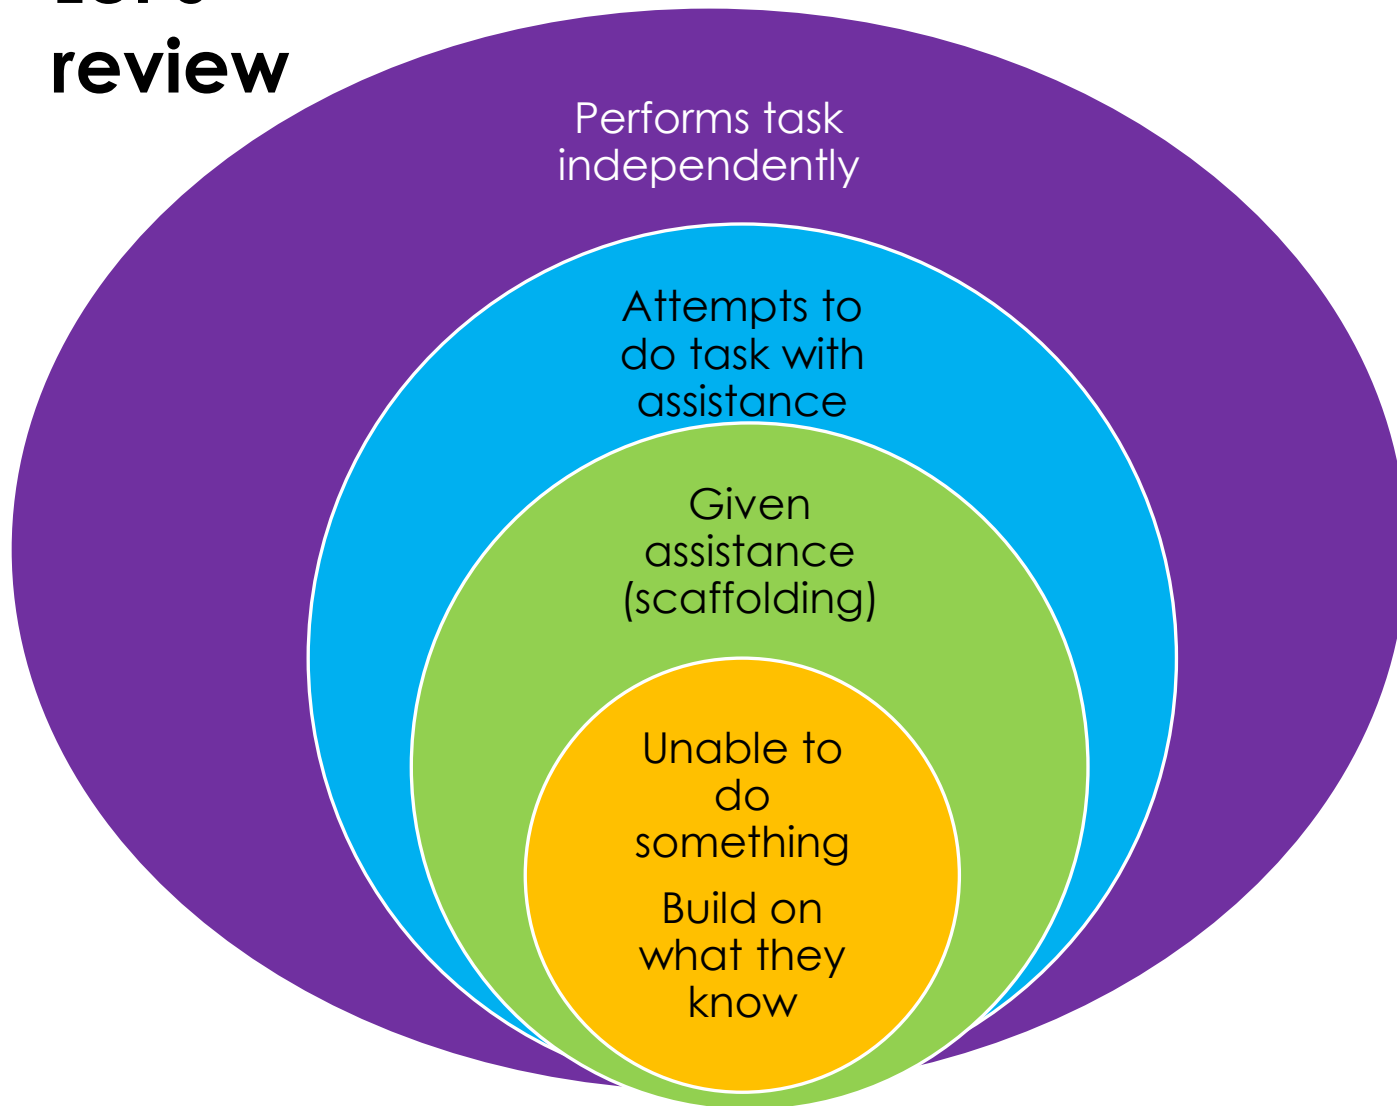 review
Performs task
independently
Attempts to
do task with
assistance
Given
assistance
(scaffolding)
Unable to
do
something
Build on
what they
know